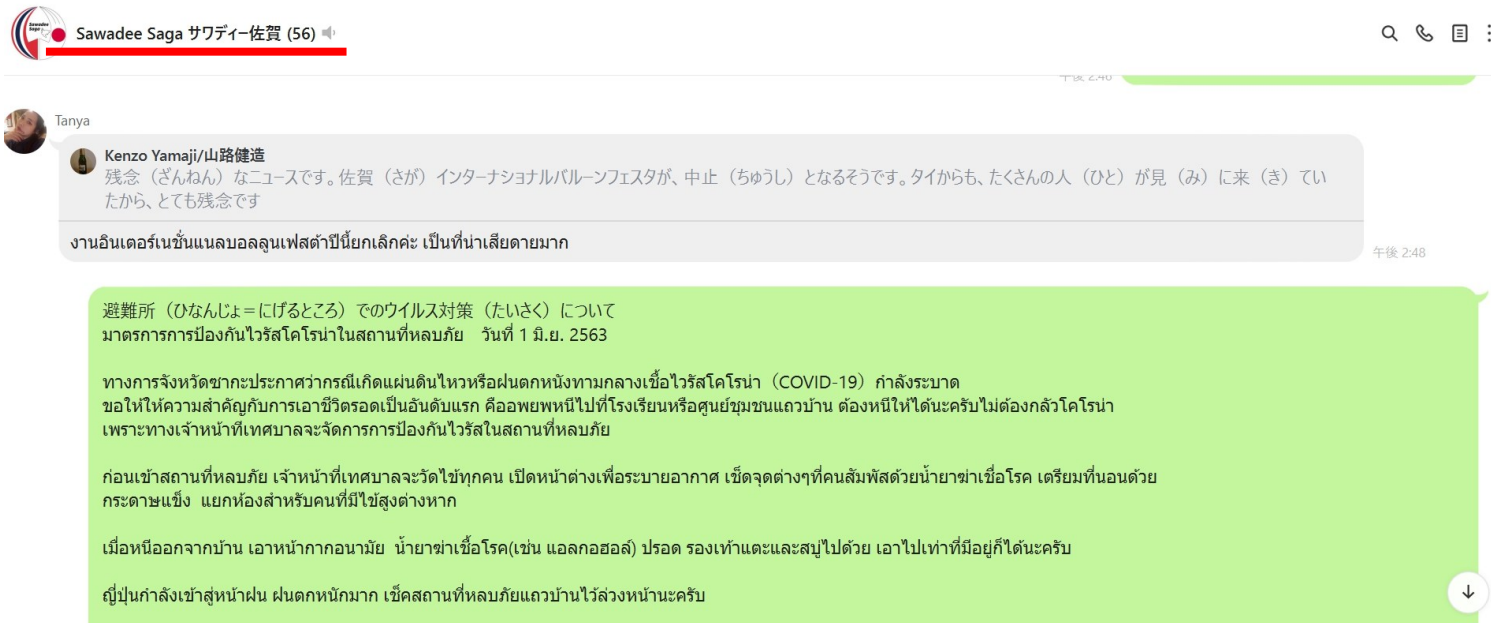 Sawadee Saga サワディー佐賀 (56)
午後 2:46
Tanya
Kenzo Yamaji/山路健造
残念（ざんねん）なニュースです。佐賀（さが）インターナショナルバルーンフェスタが、中止（ちゅうし）となるそうです。タイからも、たくさんの人（ひと）が見（み）に来（き）てい
たから、とても残念です
งานอินเตอร์เนชั่นแนลบอลลูนเฟสต้าปีนี้ยกเลิกค่ะ เป็นที่น่าเสียดายมาก
午後 2:48
避難所（ひなんじょ＝にげるところ）でのウイルス対策（たいさく）について
มาตรการการป้องกันไวรัสโคโรน่าในสถานที่หลบภัย วันที่ 1 มิ.ย. 2563
ทางการจังหวัดซากะประกาศว่ากรณีเกิดแผ่นดินไหวหรือฝนตกหนังทามกลางเชื้อไวรัสโคโรน่า（COVID-19）กำลังระบาด
ขอให้ให้ความสำคัญกับการเอาชีวิตรอดเป็นอันดับแรก คืออพยพหนีไปที่โรงเรียนหรือศูนย์ชุมชนแถวบ้าน ต้องหนีให้ได้นะครับไม่ต้องกลัวโคโรน่า
เพราะทางเจ้าหน้าที่เทศบาลจะจัดการการป้องกันไวรัสในสถานที่หลบภัย
ก่อนเข้าสถานที่หลบภัย เจ้าหน้าที่เทศบาลจะวัดไข้ทุกคน เปิดหน้าต่างเพื่อระบายอากาศ เช็ดจุดต่างๆที่คนสัมพัสด้วยน้ำยาฆ่าเชื่อโรค เตรียมที่นอนด้วย
กระดาษแข็ง แยกห้องสำหรับคนที่มีไข้สูงต่างหาก
เมื่อหนีออกจากบ้าน เอาหน้ากากอนามัย น้ำยาฆ่าเชื้อโรค(เช่น แอลกอฮอล์) ปรอด รองเท้าแตะและสบู่ไปด้วย เอาไปเท่าที่มีอยู่ก็ได้นะครับ
ญี่ปุ่นกำลังเข้าสู่หน้าฝน ฝนตกหนักมาก เช็คสถานที่หลบภัยแถวบ้านไว้ล่วงหน้านะครับ